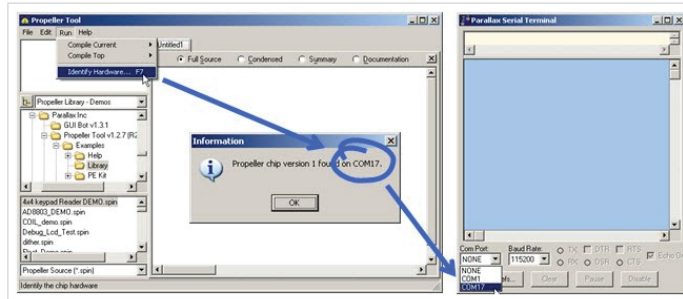 Propeller Tool
File Edit Run Help
Compile Current
Compile Top
Identify Hardware... F7
Untitled1
Full Source Condensed Summary Documentation
Propeller Library - Demos
Parallax Inc
GUI Bot v1.3.1
Propeller Tool v1.2.7 (R2
Examples
Help
Library
PE Kit
4x4 keypad Reader DEMO.spin
AD8803_DEMO.spin
COIL_demo.spin
Debug_Lcd_Test.spin
dither.spin
Propeller Source (*.spin)
Identify the chip hardware
Information
Propeller chip version 1 found on COM17.
OK
Parallax Serial Terminal
Com Port: Baud Rate:
NONE 115200
TX DTR RTS
RX DSR CTS
Echo On
NONE
COM1
COM17
efs... Clear Pause Disable